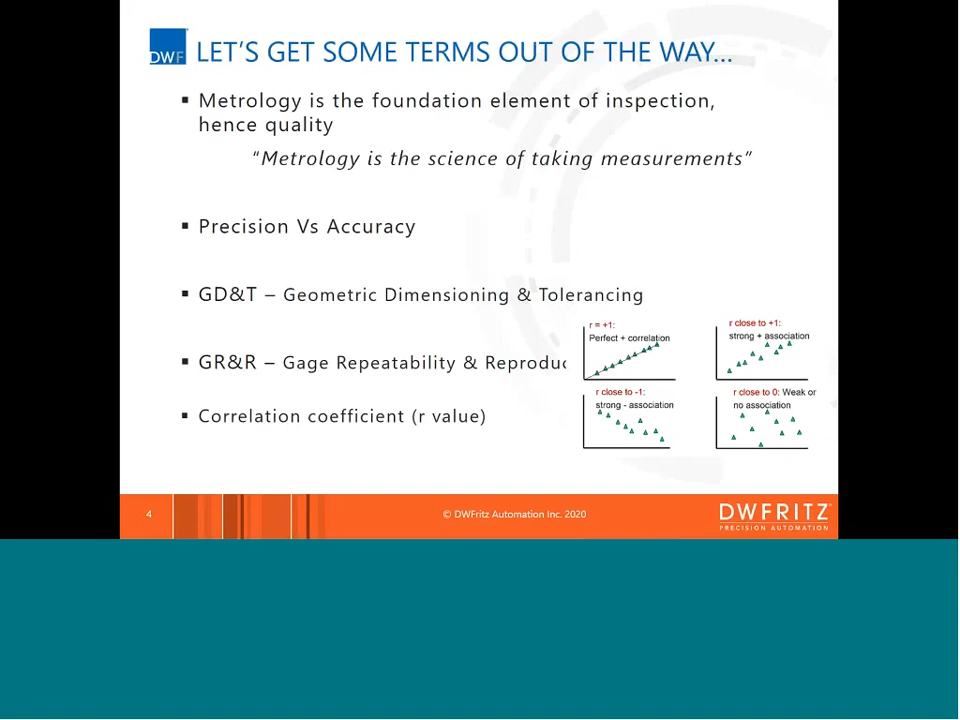 DWF LET'S GET SOME TERMS OUT OF THE WAY...
▪ Metrology is the foundation element of inspection,
hence quality
"Metrology is the science of taking measurements"
▪ Precision Vs Accuracy
▪ GD&T – Geometric Dimensioning & Tolerancing
▪ GR&R – Gage Repeatability & Reproduc
▪ Correlation coefficient (r value)
r = +1:
Perfect + correlation
r close to +1:
strong + association
r close to -1:
strong - association
r close to 0: Weak or
no association
4
© DWFritz Automation Inc. 2020
DWFRITZ
PRECISION AUTOMATION